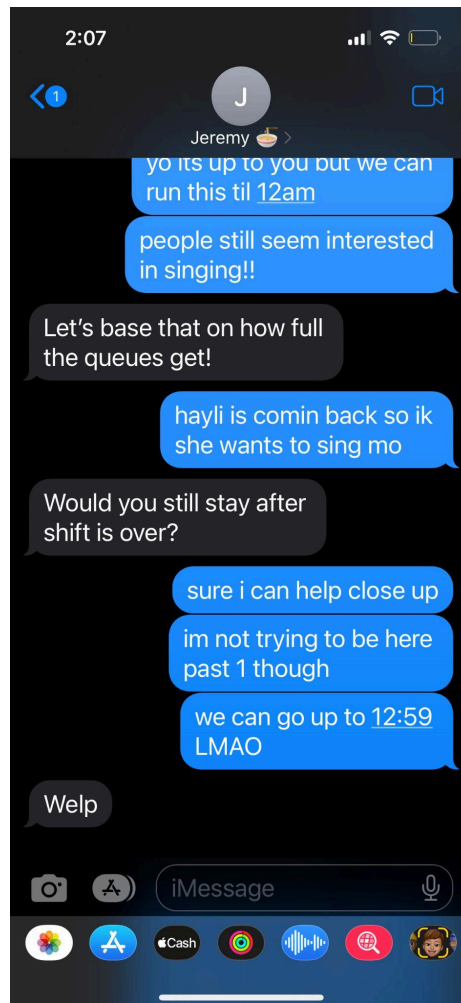 2:07
1
J
Jeremy
yo its up to you but we can
run this til 12am
people still seem interested
in singing!!
Let's base that on how full
the queues get!
hayli is comin back so ik
she wants to sing mo
Would you still stay after
shift is over?
sure i can help close up
im not trying to be here
past 1 though
we can go up to 12:59
LMAO
Welp
iMessage
Cash